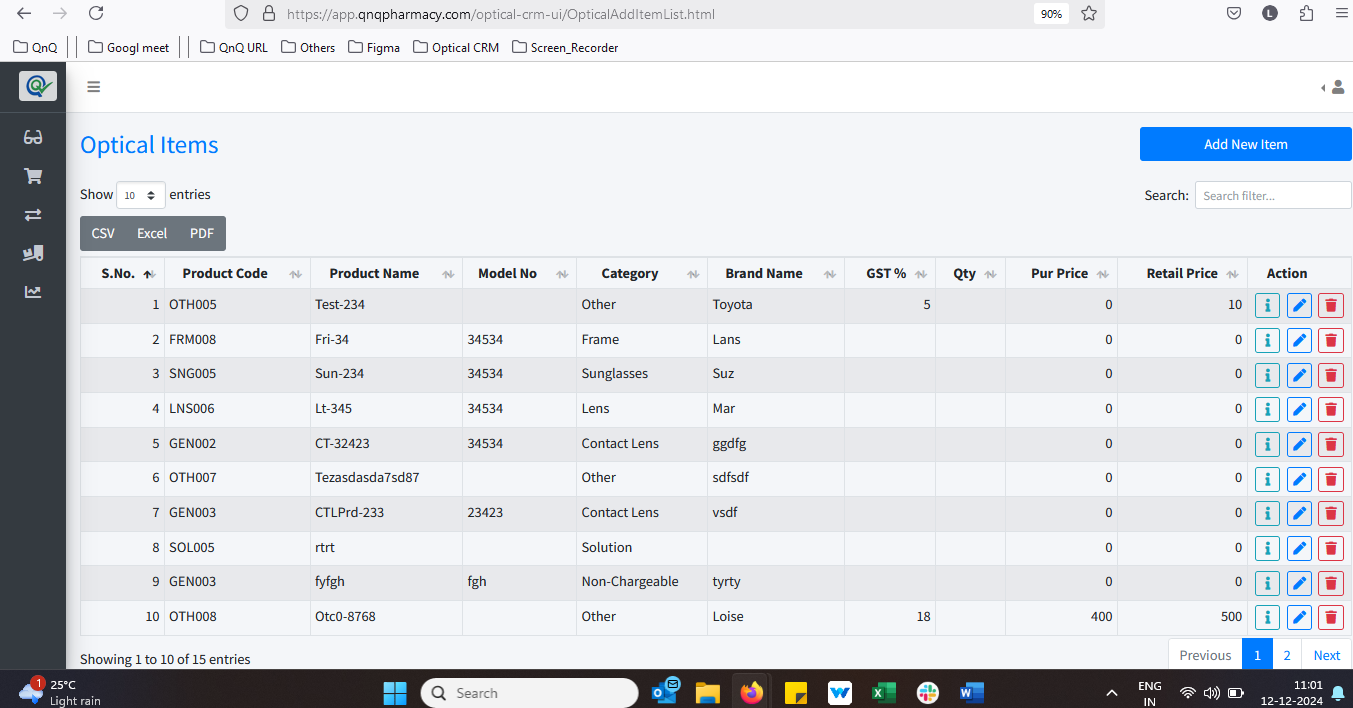 https://app.qnqpharmacy.com/optical-crm-ui/OpticalAddItemList.html 90% L
QnQ Googl meet QnQ URL Others Figma Optical CRM Screen_Recorder
Optical Items Add New Item
Show 10 entries Search: Search filter...
CSV Excel PDF
S.No. Product Code Product Name Model No Category Brand Name GST % Qty Pur Price Retail Price Action
1 OTH005 Test-234 Other Toyota 5 0 10
2 FRM008 Fri-34 34534 Frame Lans 0 0
3 SNG005 Sun-234 34534 Sunglasses Suz 0 0
4 LNS006 Lt-345 34534 Lens Mar 0 0
5 GEN002 CT-32423 34534 Contact Lens ggdfg 0 0
6 OTH007 Tezasdasda7sd87 Other sdfsdf 0 0
7 GEN003 CTLPrd-233 23423 Contact Lens vsdf 0 0
8 SOL005 rtrt Solution 0 0
9 GEN003 fyfgh fgh Non-Chargeable tyrty 0 0
10 OTH008 Otc0-8768 Other Loise 18 400 500
Showing 1 to 10 of 15 entries Previous 1 2 Next
1 25°C
Light rain
Search
ENG
IN
11:01
12-12-2024